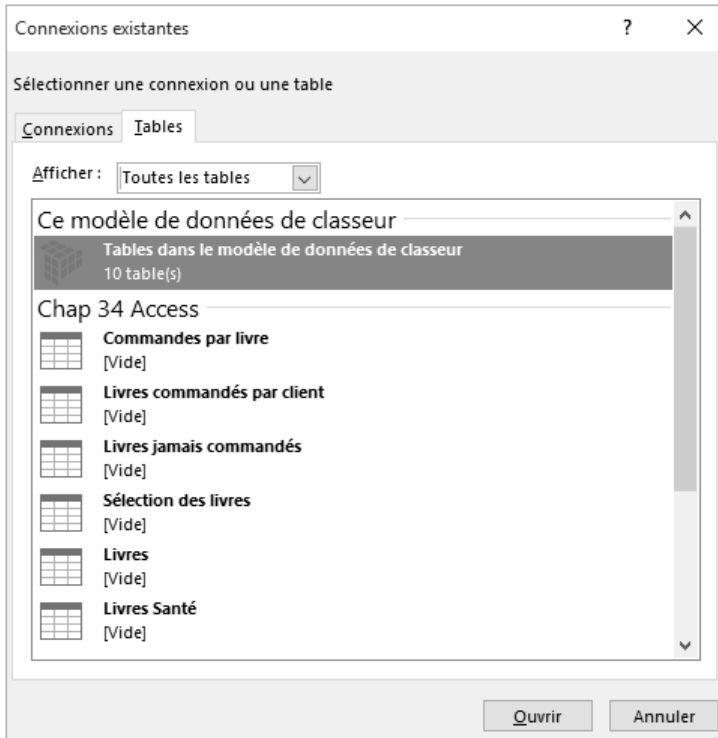 Connexions existantes
?
Sélectionner une connexion ou une table
Connexions Tables
Afficher : Toutes les tables
Ce modèle de données de classeur
Tables dans le modèle de données de classeur
10 table(s)
Chap 34 Access
Commandes par livre
[Vide]
Livres commandés par client
[Vide]
Livres jamais commandés
[Vide]
Sélection des livres
[Vide]
Livres
[Vide]
Livres Santé
[Vide]
Ouvrir Annuler